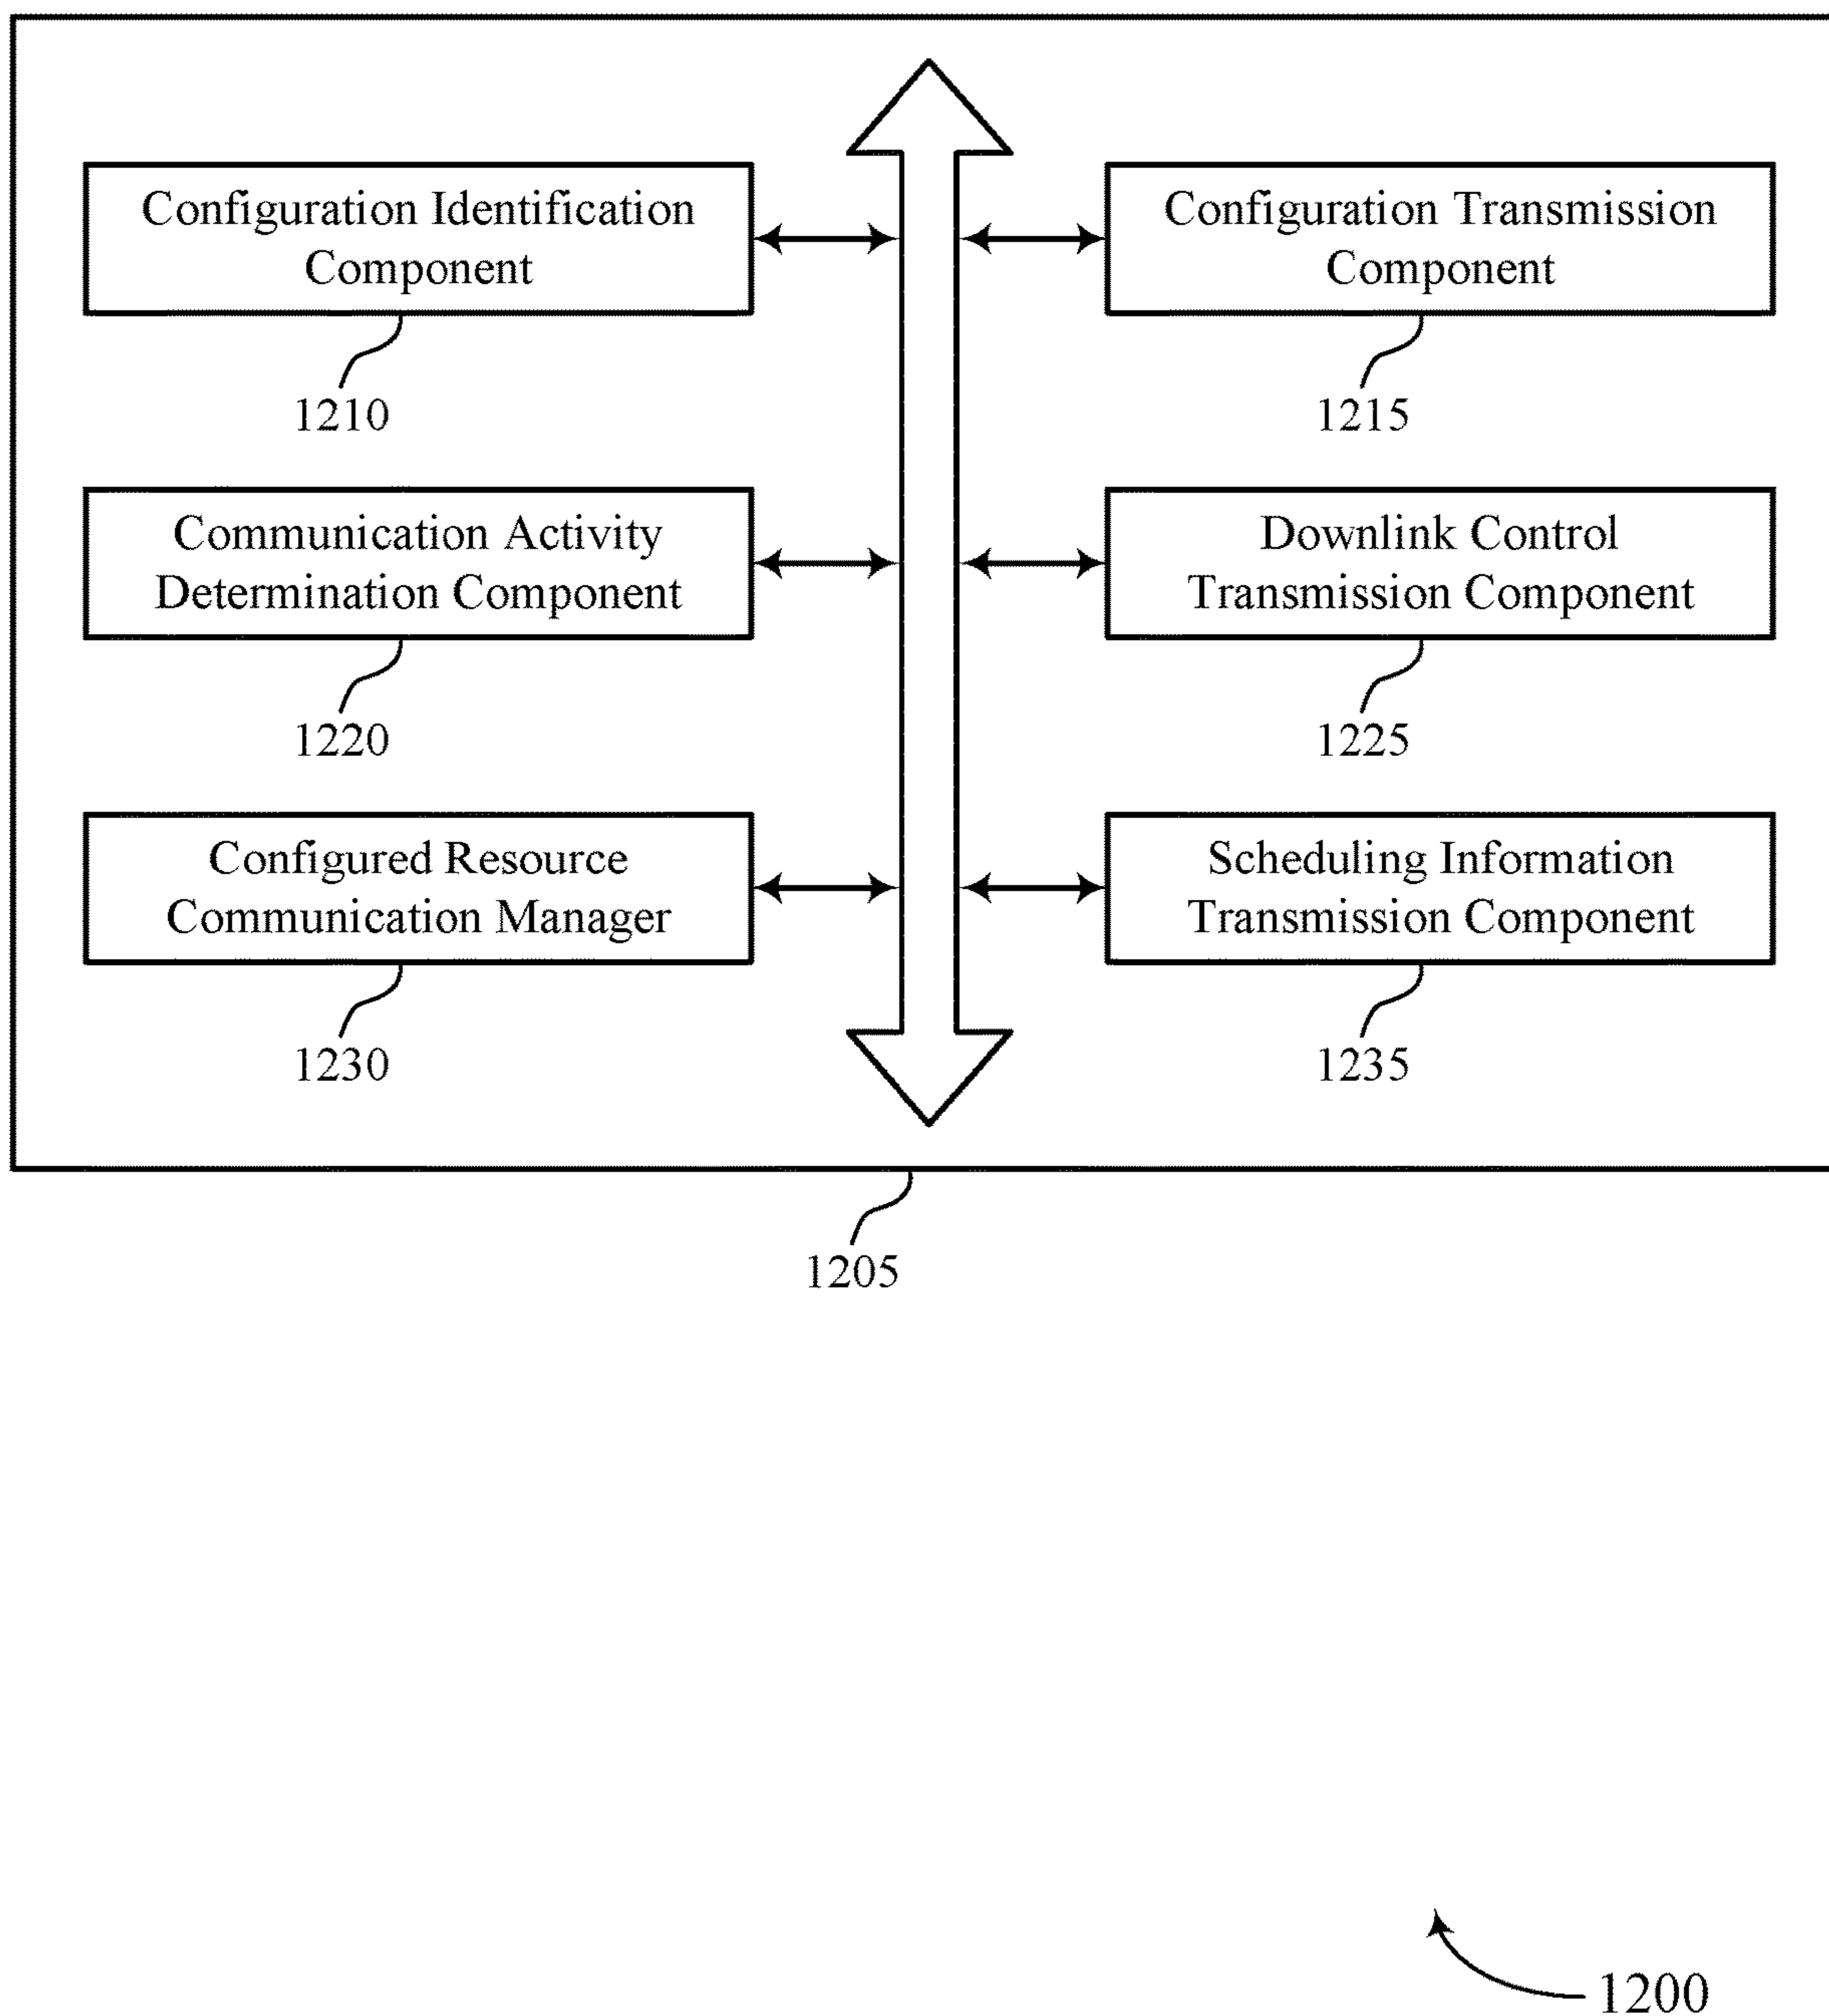 Configuration Identification
Component
1210
Configuration Transmission
Component
1215
Communication Activity
Determination Component
1220
Downlink Control
Transmission Component
1225
Configured Resource
Communication Manager
1230
Scheduling Information
Transmission Component
1235
1205
1200